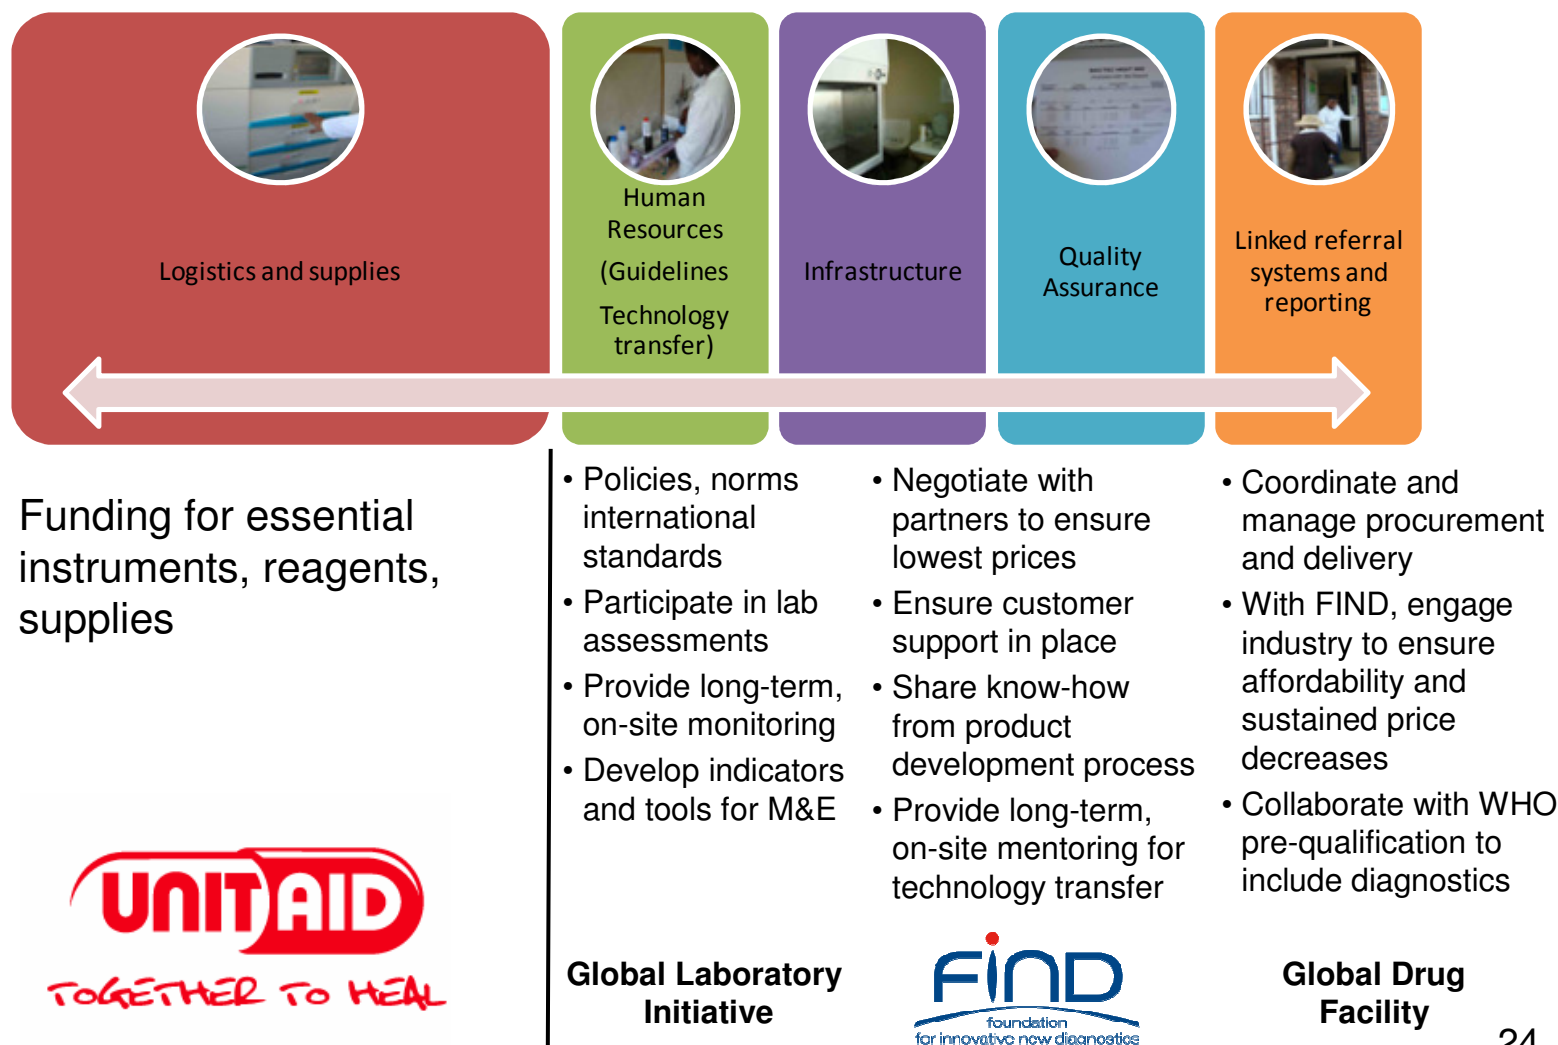 Logistics and supplies
Human
Resources
(Guidelines
Technology
transfer)
Infrastructure
Quality
Assurance
Linked referral
systems and
reporting
Funding for essential
instruments, reagents,
supplies
UNITAID
TOGETHER TO HEAL
• Policies, norms
international
standards
• Participate in lab
assessments
• Provide long-term,
on-site monitoring
• Develop indicators
and tools for M&E
Global Laboratory
Initiative
• Negotiate with
partners to ensure
lowest prices
• Ensure customer
support in place
• Share know-how
from product
development process
• Provide long-term,
on-site mentoring for
technology transfer
FIND
foundation
for innovative new diagnostics
• Coordinate and
manage procurement
and delivery
• With FIND, engage
industry to ensure
affordability and
sustained price
decreases
• Collaborate with WHO
pre-qualification to
include diagnostics
Global Drug
Facility
24